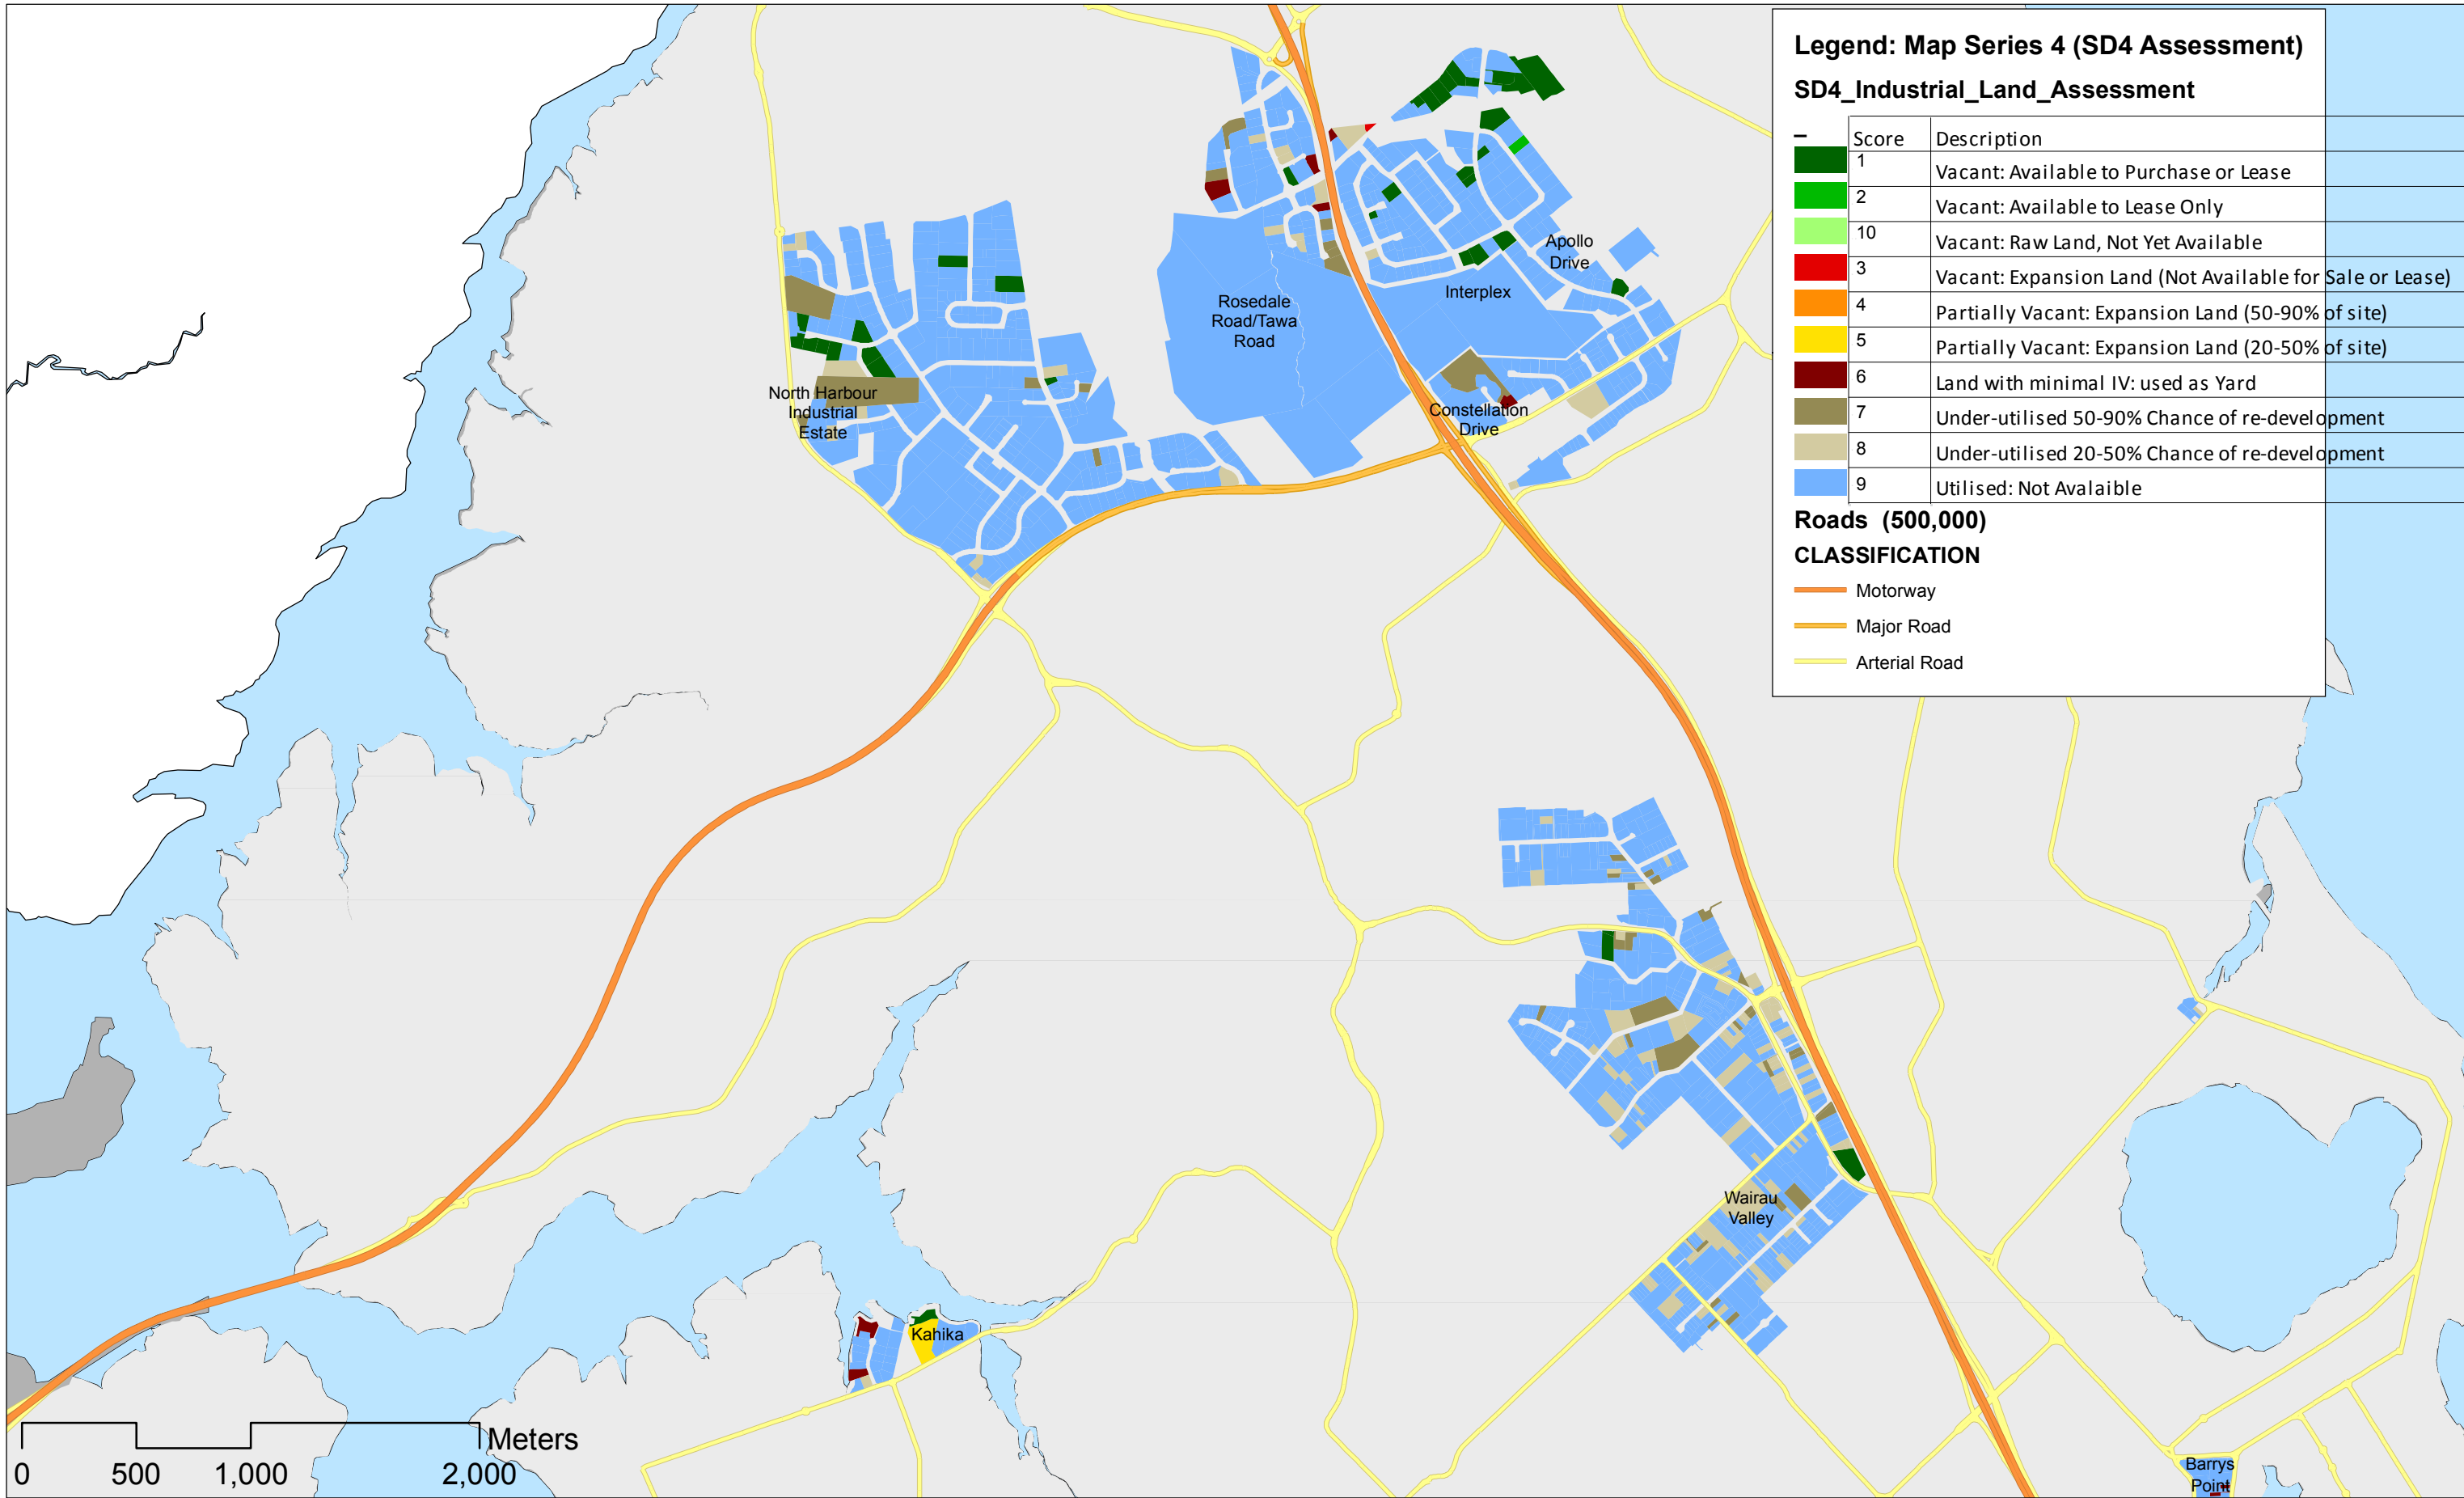 Legend: Map Series 4 (SD4 Assessment)
SD4_Industrial_Land_Assessment
Score Description
1 Vacant: Available to Purchase or Lease
2 Vacant: Available to Lease Only
10 Vacant: Raw Land, Not Yet Available
3 Vacant: Expansion Land (Not Available for Sale or Lease)
4 Partially Vacant: Expansion Land (50-90% of site)
5 Partially Vacant: Expansion Land (20-50% of site)
6 Land with minimal IV: used as Yard
7 Under-utilised 50-90% Chance of re-development
8 Under-utilised 20-50% Chance of re-development
9 Utilised: Not Avalaible
Roads (500,000)
CLASSIFICATION
Motorway
Major Road
Arterial Road
Apollo
Drive
Interplex
Rosedale
Road/Tawa
Road
North Harbour
Industrial
Estate
Constellation
Drive
Wairau
Valley
Kahika
Barrys
Point
Meters
0 500 1,000 2,000